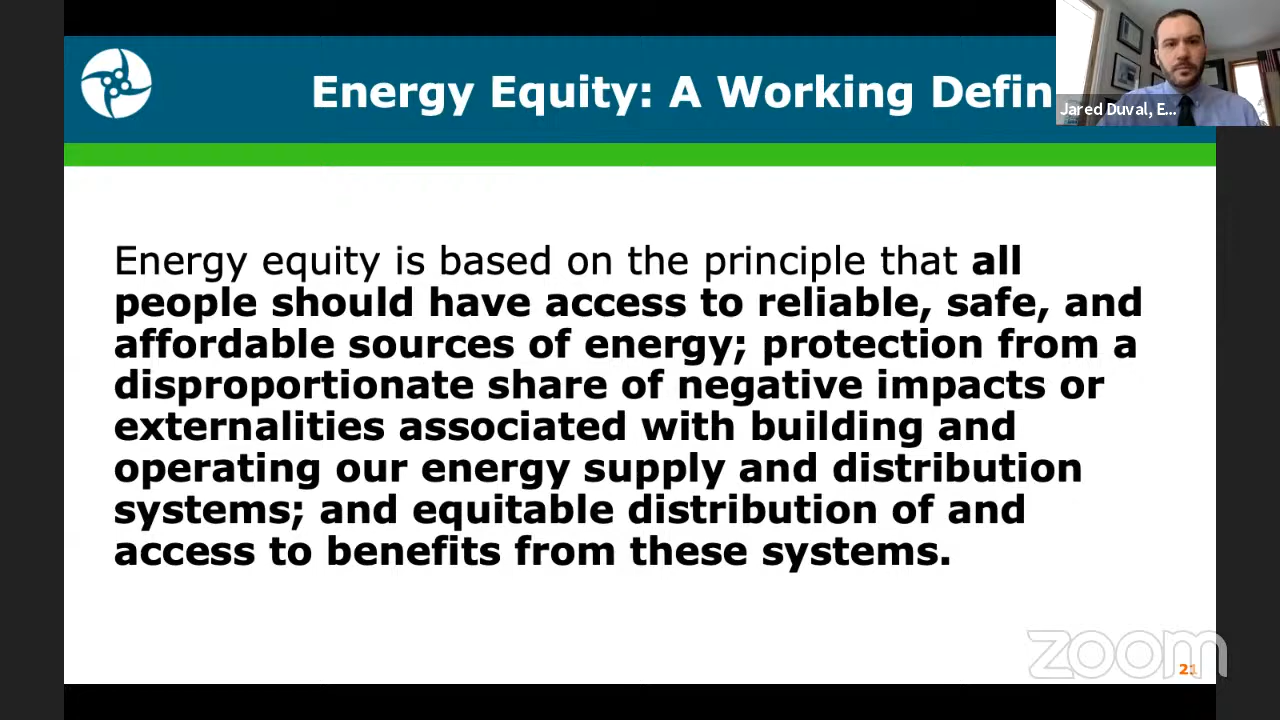 Energy Equity: A Working Defin
Jared Duval, E...
Energy equity is based on the principle that all
people should have access to reliable, safe, and
affordable sources of energy; protection from a
disproportionate share of negative impacts or
externalities associated with building and
operating our energy supply and distribution
systems; and equitable distribution of and
access to benefits from these systems.
zoom
21